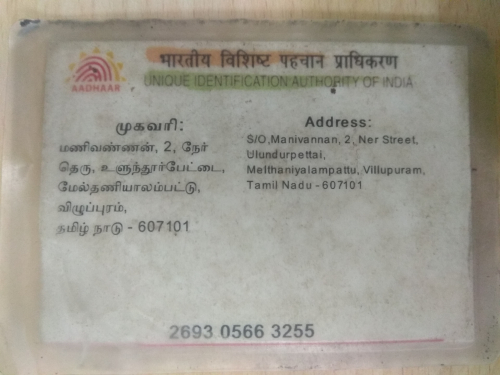 भारतीय विशिष्ट पहचान प्राधिकरण
AADHAAR
UNIQUE IDENTIFICATION AUTHORITY OF INDIA
முகவரி:
மணிவண்ணன், 2, நேர்
தெரு, உளுந்தூர்பேட்டை,
மேல்தணியாலம்பட்டு,
விழுப்புரம்,
தமிழ் நாடு - 607101
Address:
S/O,Manivannan, 2, Ner Street,
Ulundurpettai,
Melthaniyalampattu, Villupuram,
Tamil Nadu - 607101
2693 0566 3255